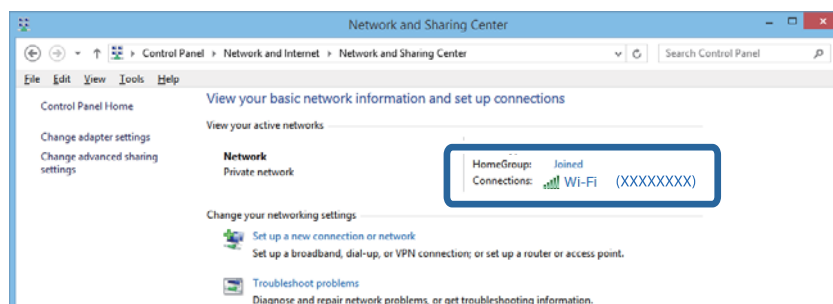 Network and Sharing Center
Control Panel Network and Internet Network and Sharing Center
Search Control Panel
File Edit View Tools Help
Control Panel Home
Change adapter settings
Change advanced sharing
settings
View your basic network information and set up connections
View your active networks
Network
Private network
HomeGroup: Joined
Connections: Wi-Fi (XXXXXXXX)
Change your networking settings
Set up a new connection or network
Set up a broadband, dial-up, or VPN connection; or set up a router or access point.
Troubleshoot problems
Diagnose and repair network problems, or get troubleshooting information.